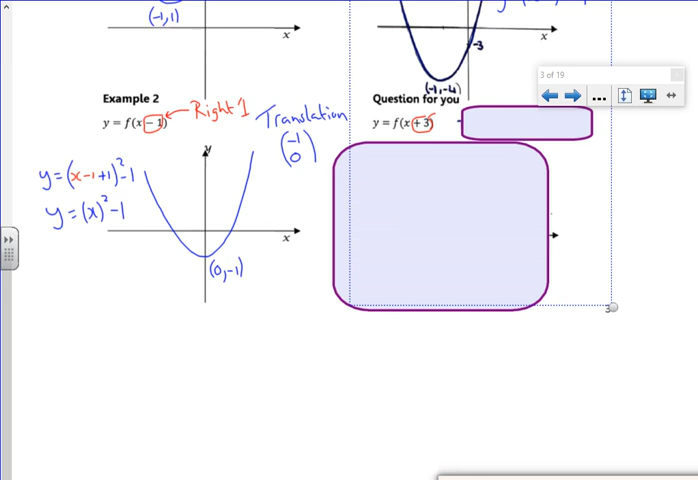 (-1,1)
x
-3
x
(-1,-4)
3 of 19
Example 2
Right 1
Question for you
y = f(x - 1)
Translation
(-1 0)
y = f(x + 3)
y
y=(x-1+1)²-1
y=(x)²-1
x
(0,-1)
3